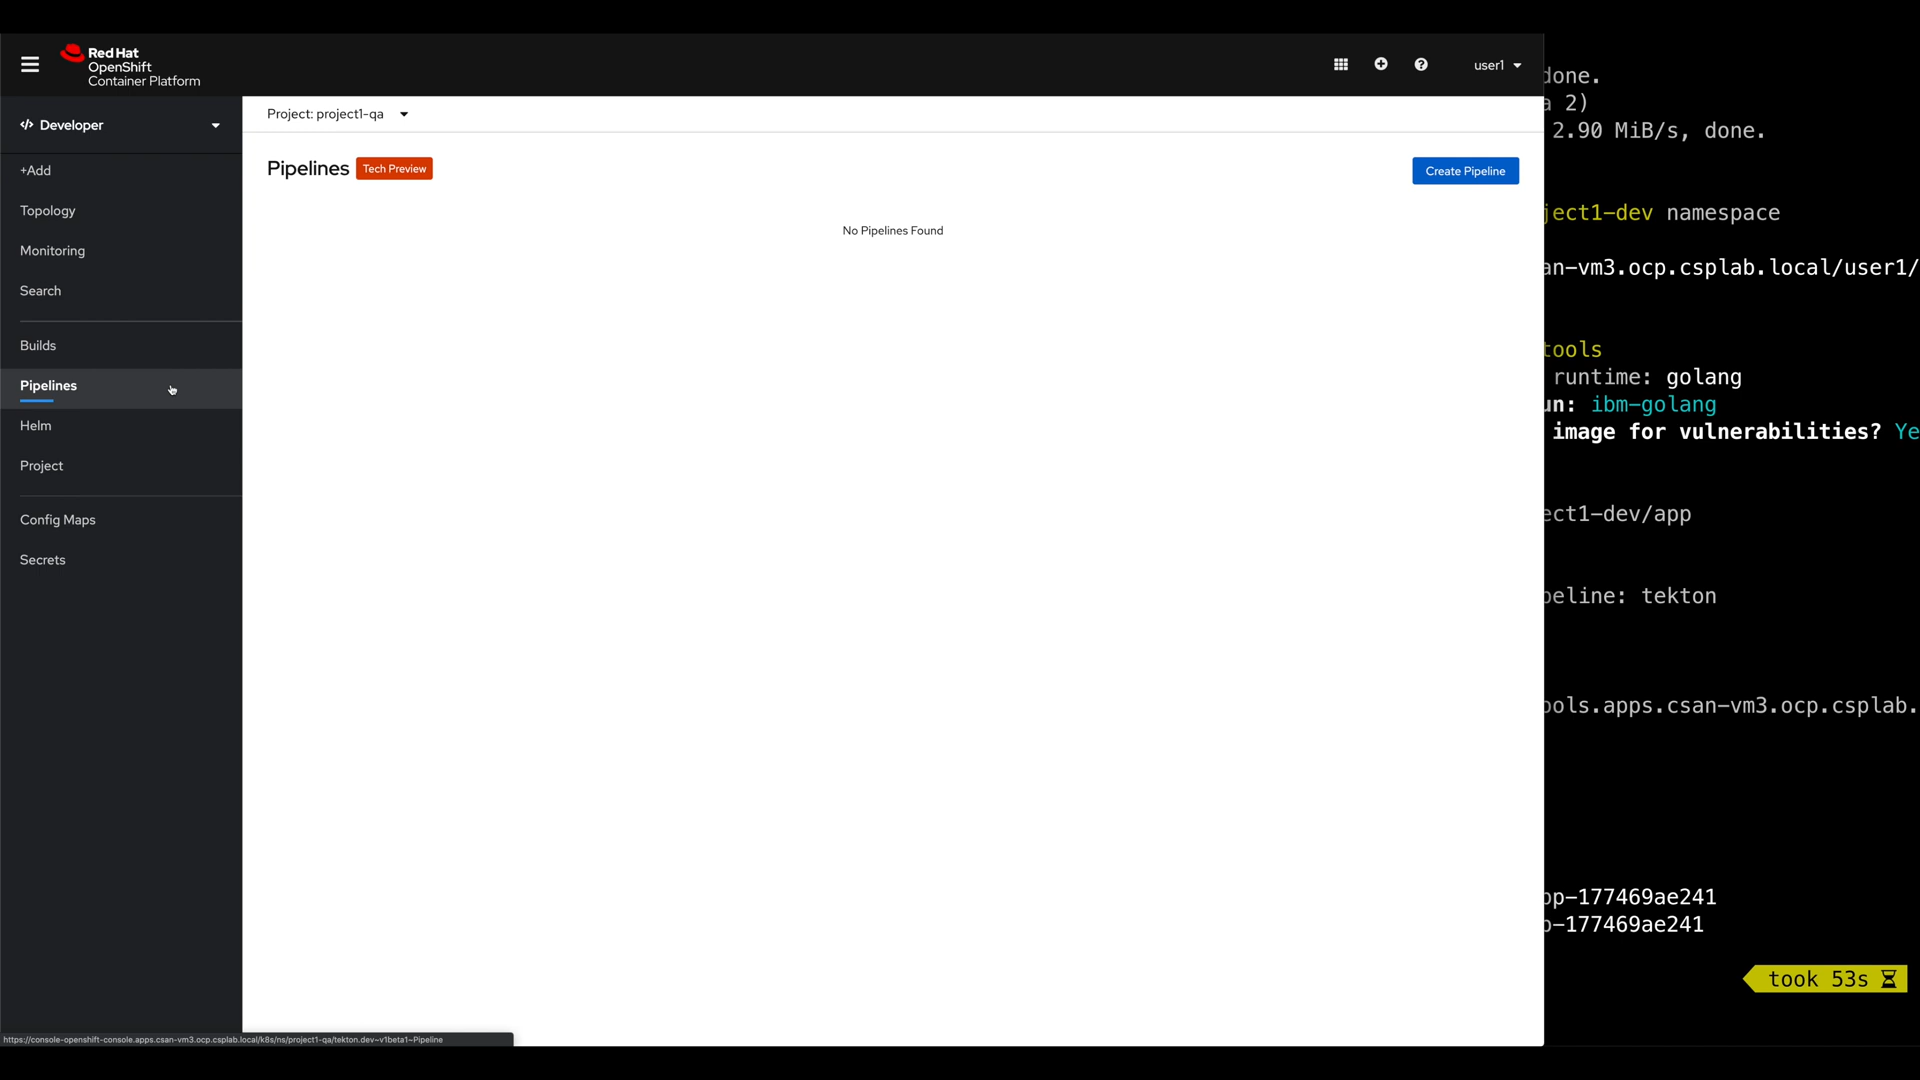 Red Hat
OpenShift
Container Platform
user1
Developer
Project: project1-qa
+Add
Topology
Monitoring
Search
Builds
Pipelines
Helm
Project
Config Maps
Secrets
Pipelines
Tech Preview
Create Pipeline
No Pipelines Found
https://console-openshift-console.apps.csan-vm3.ocp.csplab.local/k8s/ns/project1-qa/tekton.dev~v1beta1~Pipeline
done.
2)
2.90 MiB/s, done.
ject1-dev namespace
an-vm3.ocp.csplab.local/user1/
tools
runtime: golang
un: ibm-golang
image for vulnerabilities? Ye
ect1-dev/app
peline: tekton
ools.apps.csan-vm3.ocp.csplab.
pp-177469ae241
p-177469ae241
took 53s